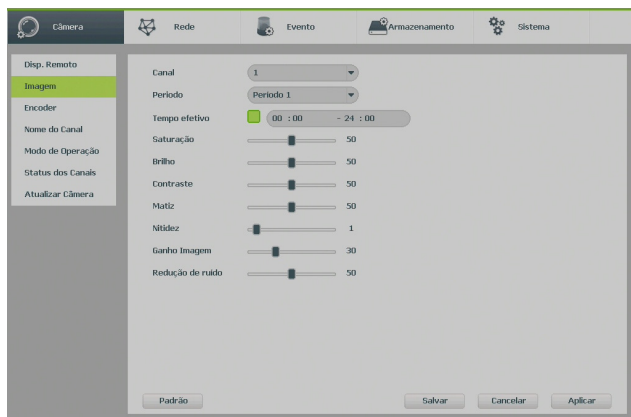 Câmera Rede Evento Armazenamento Sistema
Disp. Remoto
Imagem
Encoder
Nome do Canal
Modo de Operação
Status dos Canais
Atualizar Câmera
Canal 1
Período Período 1
Tempo efetivo 00 :00 - 24 :00
Saturação 50
Brilho 50
Contraste 50
Matiz 50
Nitidez 1
Ganho Imagem 30
Redução de ruído 50
Padrão Salvar Cancelar Aplicar